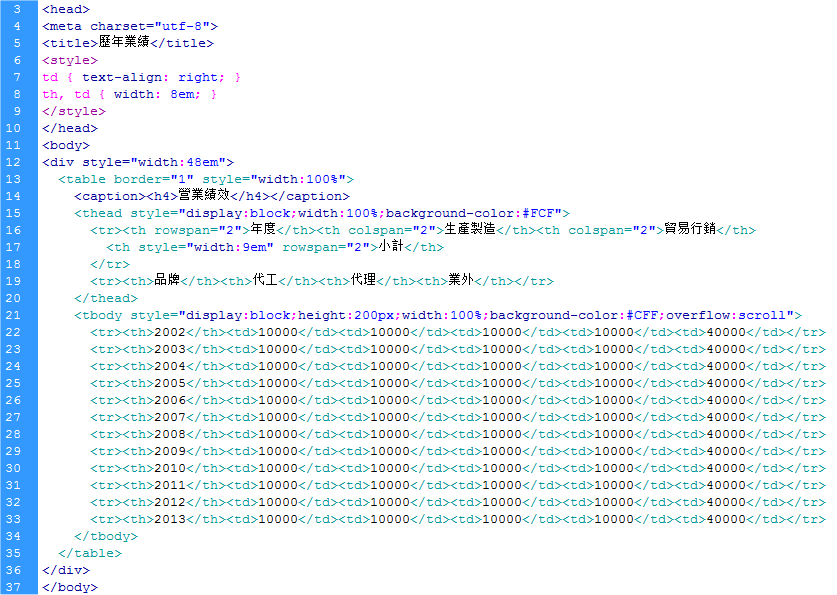 3 <head>
4 <meta charset="utf-8">
5 <title>歷年業績</title>
6 <style>
7 td { text-align: right; }
8 th, td { width: 8em; }
9 </style>
10 </head>
11 <body>
12 <div style="width:48em">
13 <table border="1" style="width:100%">
14 <caption><h4>營業績效</h4></caption>
15 <thead style="display:block;width:100%;background-color:#FCF">
16 <tr><th rowspan="2">年度</th><th colspan="2">生產製造</th><th colspan="2">貿易行銷</th>
17 <th style="width:9em" rowspan="2">小計</th>
18 </tr>
19 <tr><th>品牌</th><th>代工</th><th>代理</th><th>業外</th></tr>
20 </thead>
21 <tbody style="display:block;height:200px;width:100%;background-color:#CFF;overflow:scroll">
22 <tr><th>2002</th><td>10000</td><td>10000</td><td>10000</td><td>10000</td><td>40000</td></tr>
23 <tr><th>2003</th><td>10000</td><td>10000</td><td>10000</td><td>10000</td><td>40000</td></tr>
24 <tr><th>2004</th><td>10000</td><td>10000</td><td>10000</td><td>10000</td><td>40000</td></tr>
25 <tr><th>2005</th><td>10000</td><td>10000</td><td>10000</td><td>10000</td><td>40000</td></tr>
26 <tr><th>2006</th><td>10000</td><td>10000</td><td>10000</td><td>10000</td><td>40000</td></tr>
27 <tr><th>2007</th><td>10000</td><td>10000</td><td>10000</td><td>10000</td><td>40000</td></tr>
28 <tr><th>2008</th><td>10000</td><td>10000</td><td>10000</td><td>10000</td><td>40000</td></tr>
29 <tr><th>2009</th><td>10000</td><td>10000</td><td>10000</td><td>10000</td><td>40000</td></tr>
30 <tr><th>2010</th><td>10000</td><td>10000</td><td>10000</td><td>10000</td><td>40000</td></tr>
31 <tr><th>2011</th><td>10000</td><td>10000</td><td>10000</td><td>10000</td><td>40000</td></tr>
32 <tr><th>2012</th><td>10000</td><td>10000</td><td>10000</td><td>10000</td><td>40000</td></tr>
33 <tr><th>2013</th><td>10000</td><td>10000</td><td>10000</td><td>10000</td><td>40000</td></tr>
34 </tbody>
35 </table>
36 </div>
37 </body>